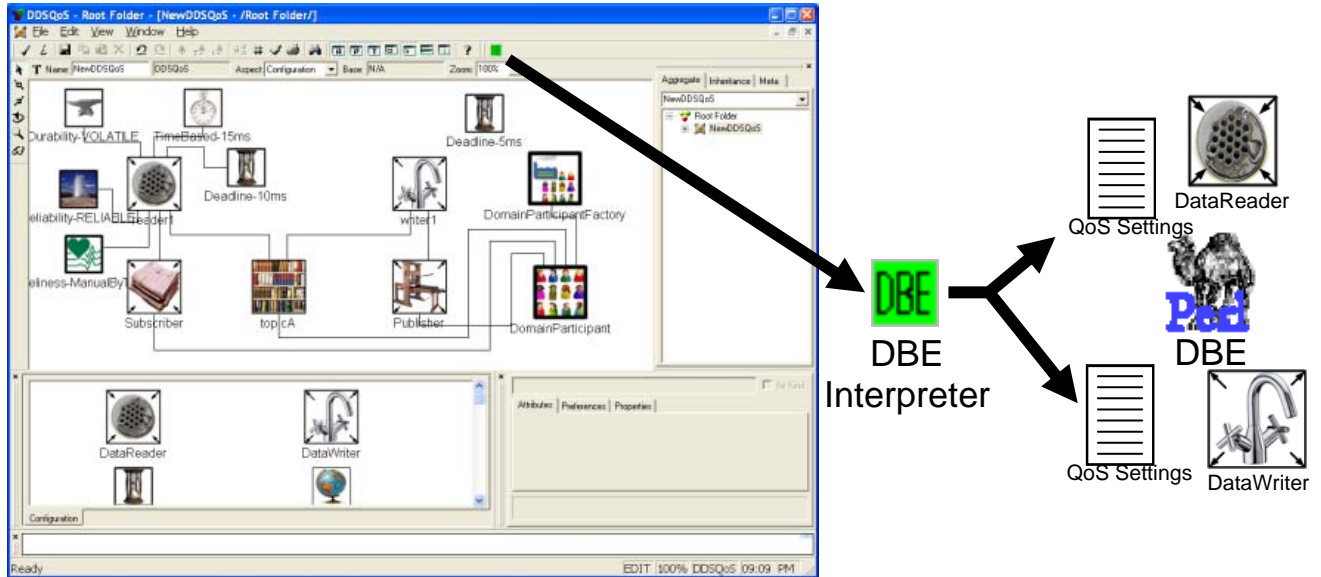 DDSQoS - Root Folder - [NewDDSQoS - /Root Folder/]
File Edit View Window Help
Name: NewDDSQoS DDSQoS Aspect: Configuration Base: N/A Zoom: 100%
Aggregate Inheritance Meta
NewDDSQoS
Root Folder
NewDDSQoS
Durability-VOLATILE
TimeBased-15ms
Deadline-5ms
Deadline-10ms
eliability-RELIABLE
reader1
writer1
DomainParticipantFactory
eliness-ManualByT
Subscriber
topicA
Publisher
DomainParticipant
DataReader
DataWriter
Configuration
for Kind
Attributes Preferences Properties
Ready
EDIT 100% DDSQoS 09:09 PM
DBE
DBE
Interpreter
QoS Settings
DataReader
Perl
DBE
QoS Settings
DataWriter